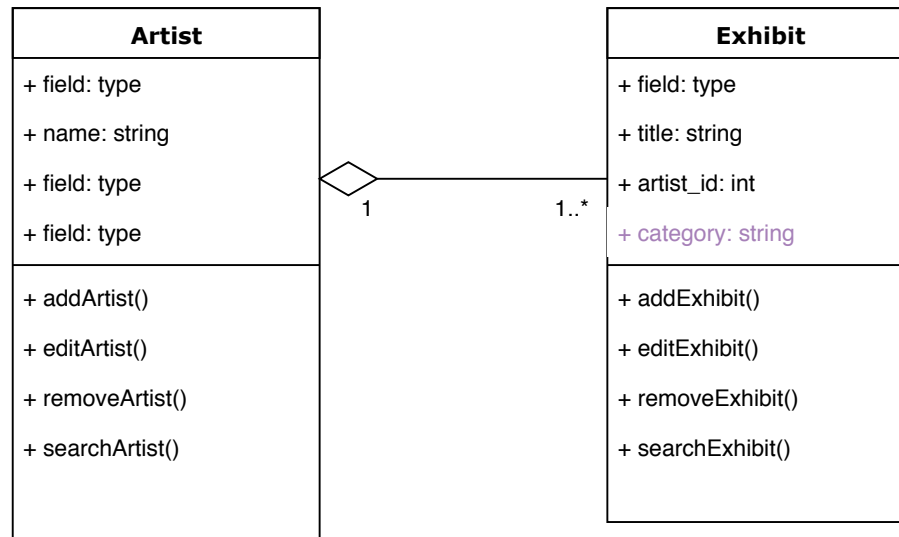 Artist
+ field: type
+ name: string
+ field: type
+ field: type
+ addArtist()
+ editArtist()
+ removeArtist()
+ searchArtist()
1
1..*
Exhibit
+ field: type
+ title: string
+ artist_id: int
+ category: string
+ addExhibit()
+ editExhibit()
+ removeExhibit()
+ searchExhibit()